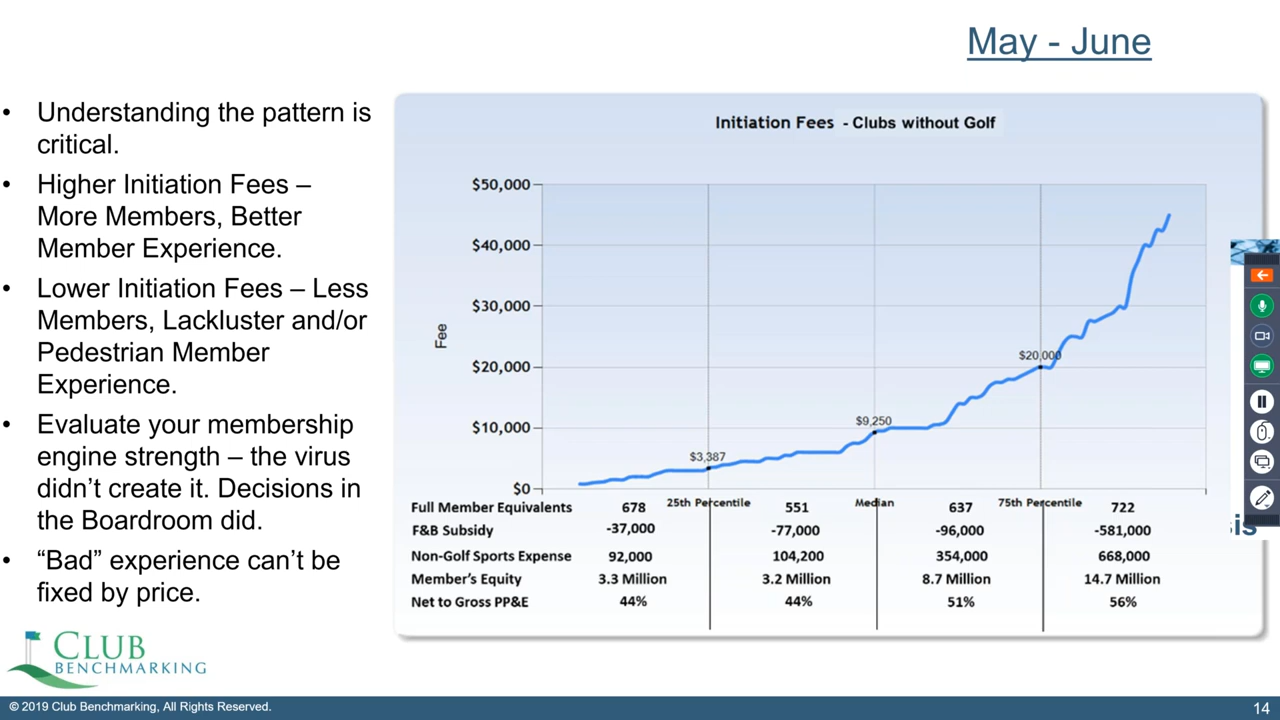 May - June
• Understanding the pattern is
critical.
• Higher Initiation Fees –
More Members, Better
Member Experience.
• Lower Initiation Fees – Less
Members, Lackluster and/or
Pedestrian Member
Experience.
• Evaluate your membership
engine strength – the virus
didn’t create it. Decisions in
the Boardroom did.
• “Bad” experience can’t be
fixed by price.
Initiation Fees - Clubs without Golf
Fee
$50,000
$40,000
$30,000
$20,000
$10,000
$0
$3,387
$9,250
$20,000
25th Percentile Median 75th Percentile
Full Member Equivalents 678 551 637 722
F&B Subsidy -37,000 -77,000 -96,000 -581,000
Non-Golf Sports Expense 92,000 104,200 354,000 668,000
Member’s Equity 3.3 Million 3.2 Million 8.7 Million 14.7 Million
Net to Gross PP&E 44% 44% 51% 56%
is
CLUB
BENCHMARKING
© 2019 Club Benchmarking, All Rights Reserved.
14